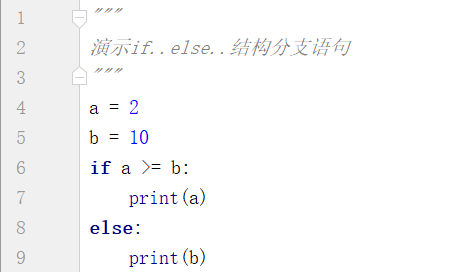 1 """
2 演示if..else..结构分支语句
3 """
4 a = 2
5 b = 10
6 if a >= b:
7     print(a)
8 else:
9     print(b)